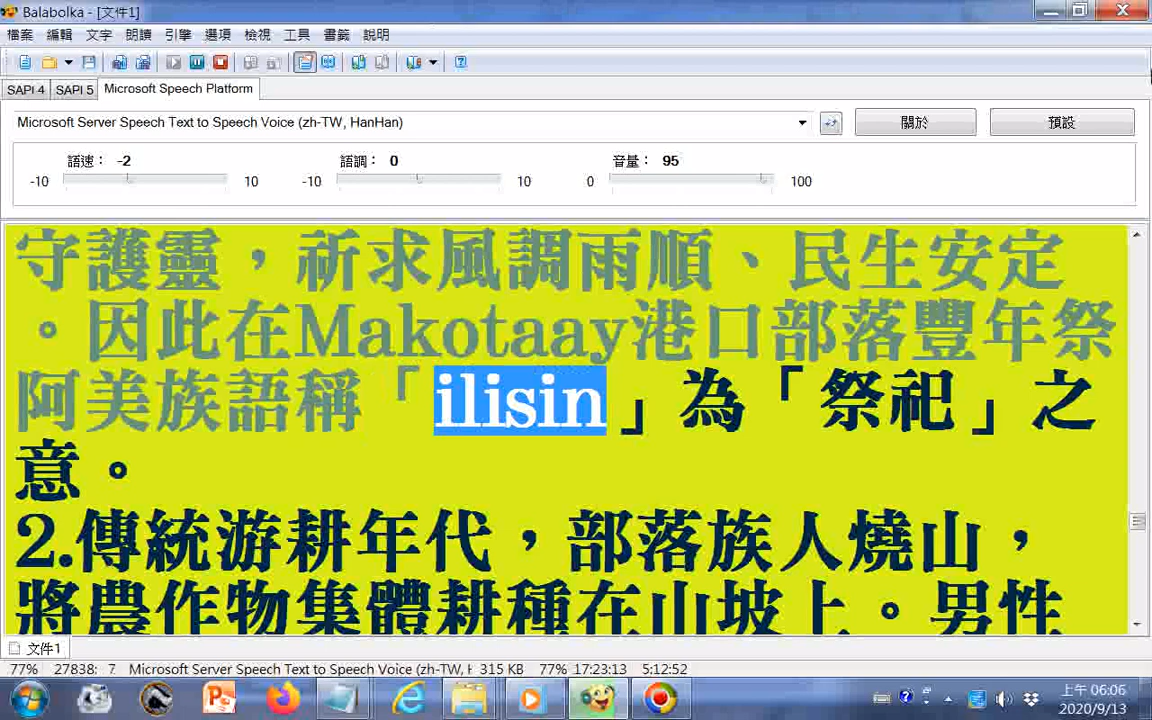 Balabolka - [文件1]
檔案 編輯 文字 朗讀 引擎 選項 檢視 工具 書籤 說明
SAPI 4 SAPI 5 Microsoft Speech Platform
Microsoft Server Speech Text to Speech Voice (zh-TW, HanHan) 關於 預設
語速： -2 語調： 0 音量： 95
-10 10 -10 10 0 100
守護靈，祈求風調雨順、民生安定
。因此在Makotaay港口部落豐年祭
阿美族語稱「ilisin」為「祭祀」之
意。
2.傳統游耕年代，部落族人燒山，
將農作物集體耕種在山坡上。男性
文件1
77% 27838: 7 Microsoft Server Speech Text to Speech Voice (zh-TW, H 315 KB 77% 17:23:13 5:12:52
上午 06:06
2020/9/13